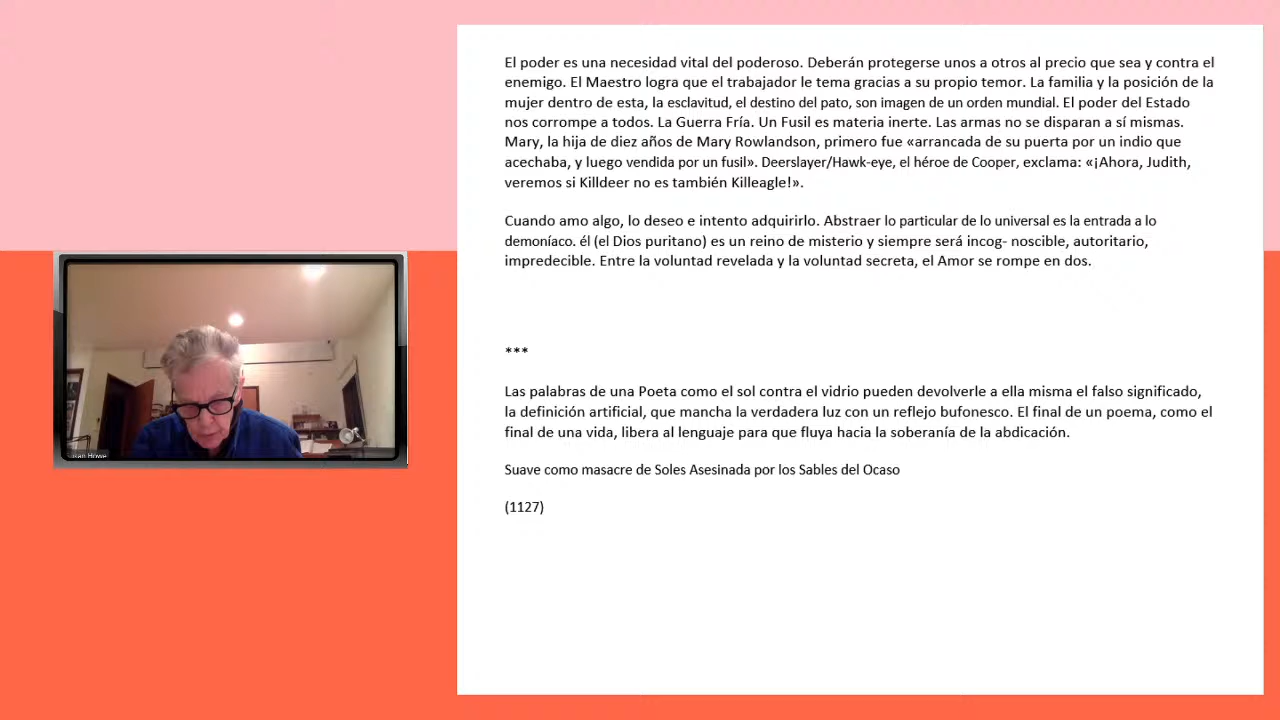 El poder es una necesidad vital del poderoso. Deberán protegerse unos a otros al precio que sea y contra el
enemigo. El Maestro logra que el trabajador le tema gracias a su propio temor. La familia y la posición de la
mujer dentro de esta, la esclavitud, el destino del pato, son imagen de un orden mundial. El poder del Estado
nos corrompe a todos. La Guerra Fría. Un Fusil es materia inerte. Las armas no se disparan a sí mismas.
Mary, la hija de diez años de Mary Rowlandson, primero fue «arrancada de su puerta por un indio que
acechaba, y luego vendida por un fusil». Deerslayer/Hawk-eye, el héroe de Cooper, exclama: «¡Ahora, Judith,
veremos si Killdeer no es también Killeagle!».
Cuando amo algo, lo deseo e intento adquirirlo. Abstraer lo particular de lo universal es la entrada a lo
demoníaco. él (el Dios puritano) es un reino de misterio y siempre será incog- noscible, autoritario,
impredecible. Entre la voluntad revelada y la voluntad secreta, el Amor se rompe en dos.
***
Las palabras de una Poeta como el sol contra el vidrio pueden devolverle a ella misma el falso significado,
la definición artificial, que mancha la verdadera luz con un reflejo bufonesco. El final de un poema, como el
final de una vida, libera al lenguaje para que fluya hacia la soberanía de la abdicación.
Suave como masacre de Soles Asesinada por los Sables del Ocaso
(1127)
Howe